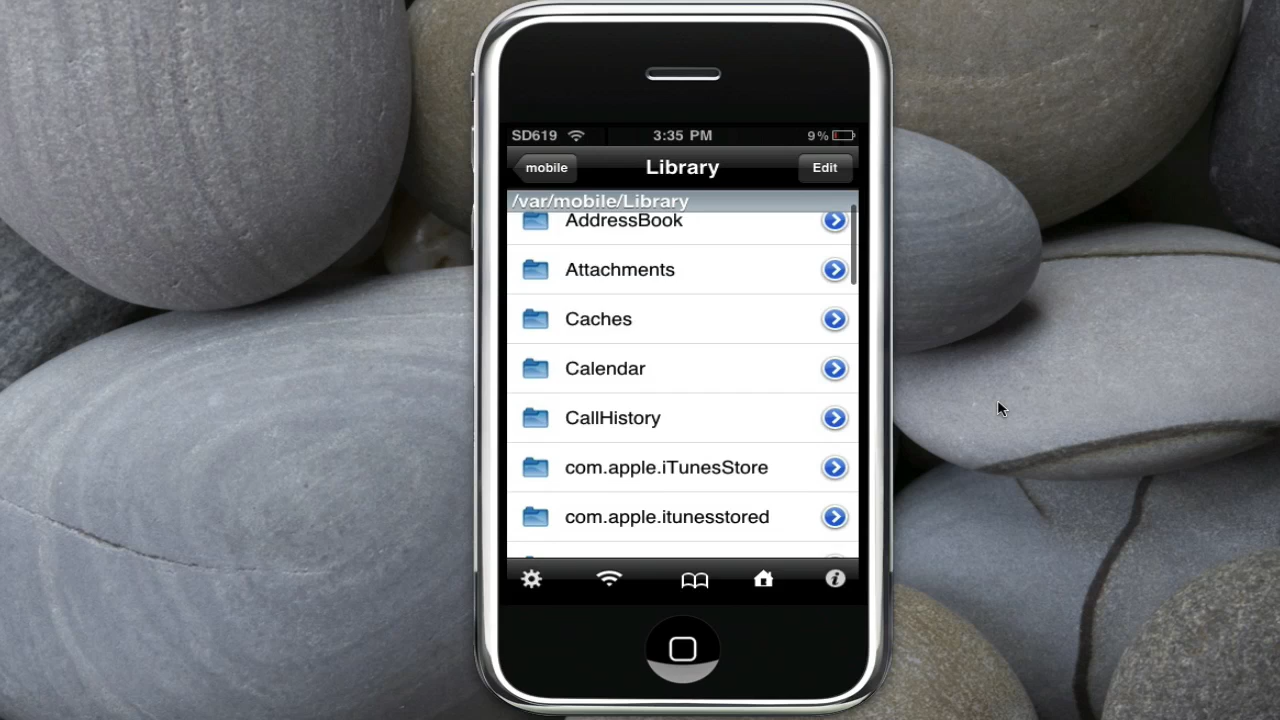 SD619 3:35 PM 9%
mobile Library Edit
/var/mobile/Library
AddressBook
Attachments
Caches
Calendar
CallHistory
com.apple.iTunesStore
com.apple.itunesstored